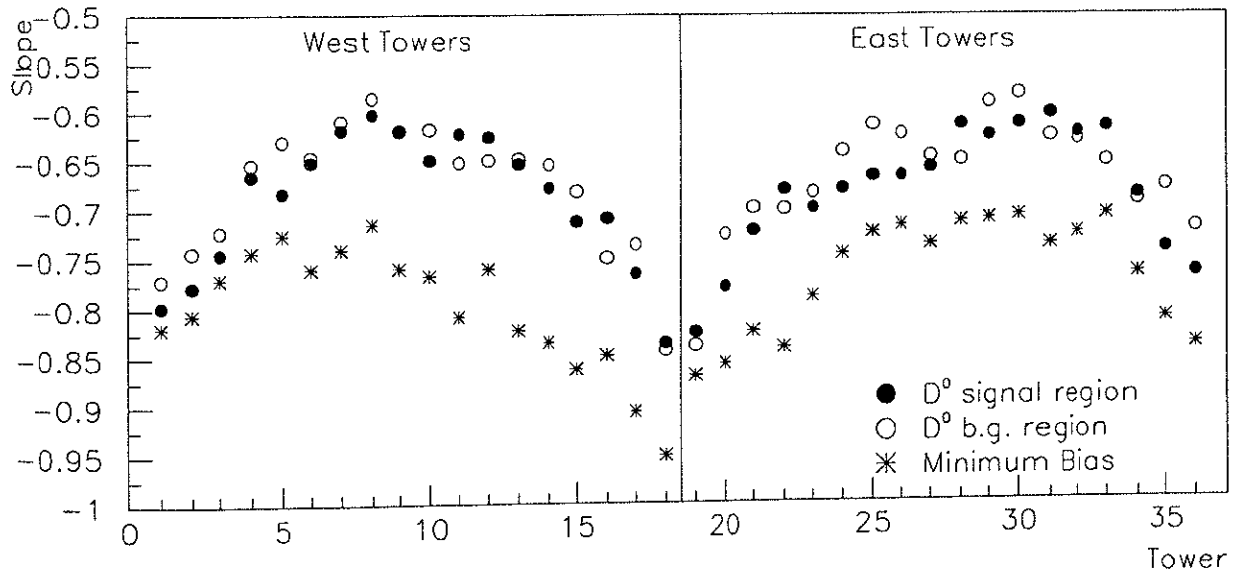 -0.5
West Towers
East Towers
Slope
-0.55
-0.6
-0.65
-0.7
-0.75
-0.8
-0.85
-0.9
-0.95
-1
D⁰ signal region
D⁰ b.g. region
Minimum Bias
0 5 10 15 20 25 30 35
Tower